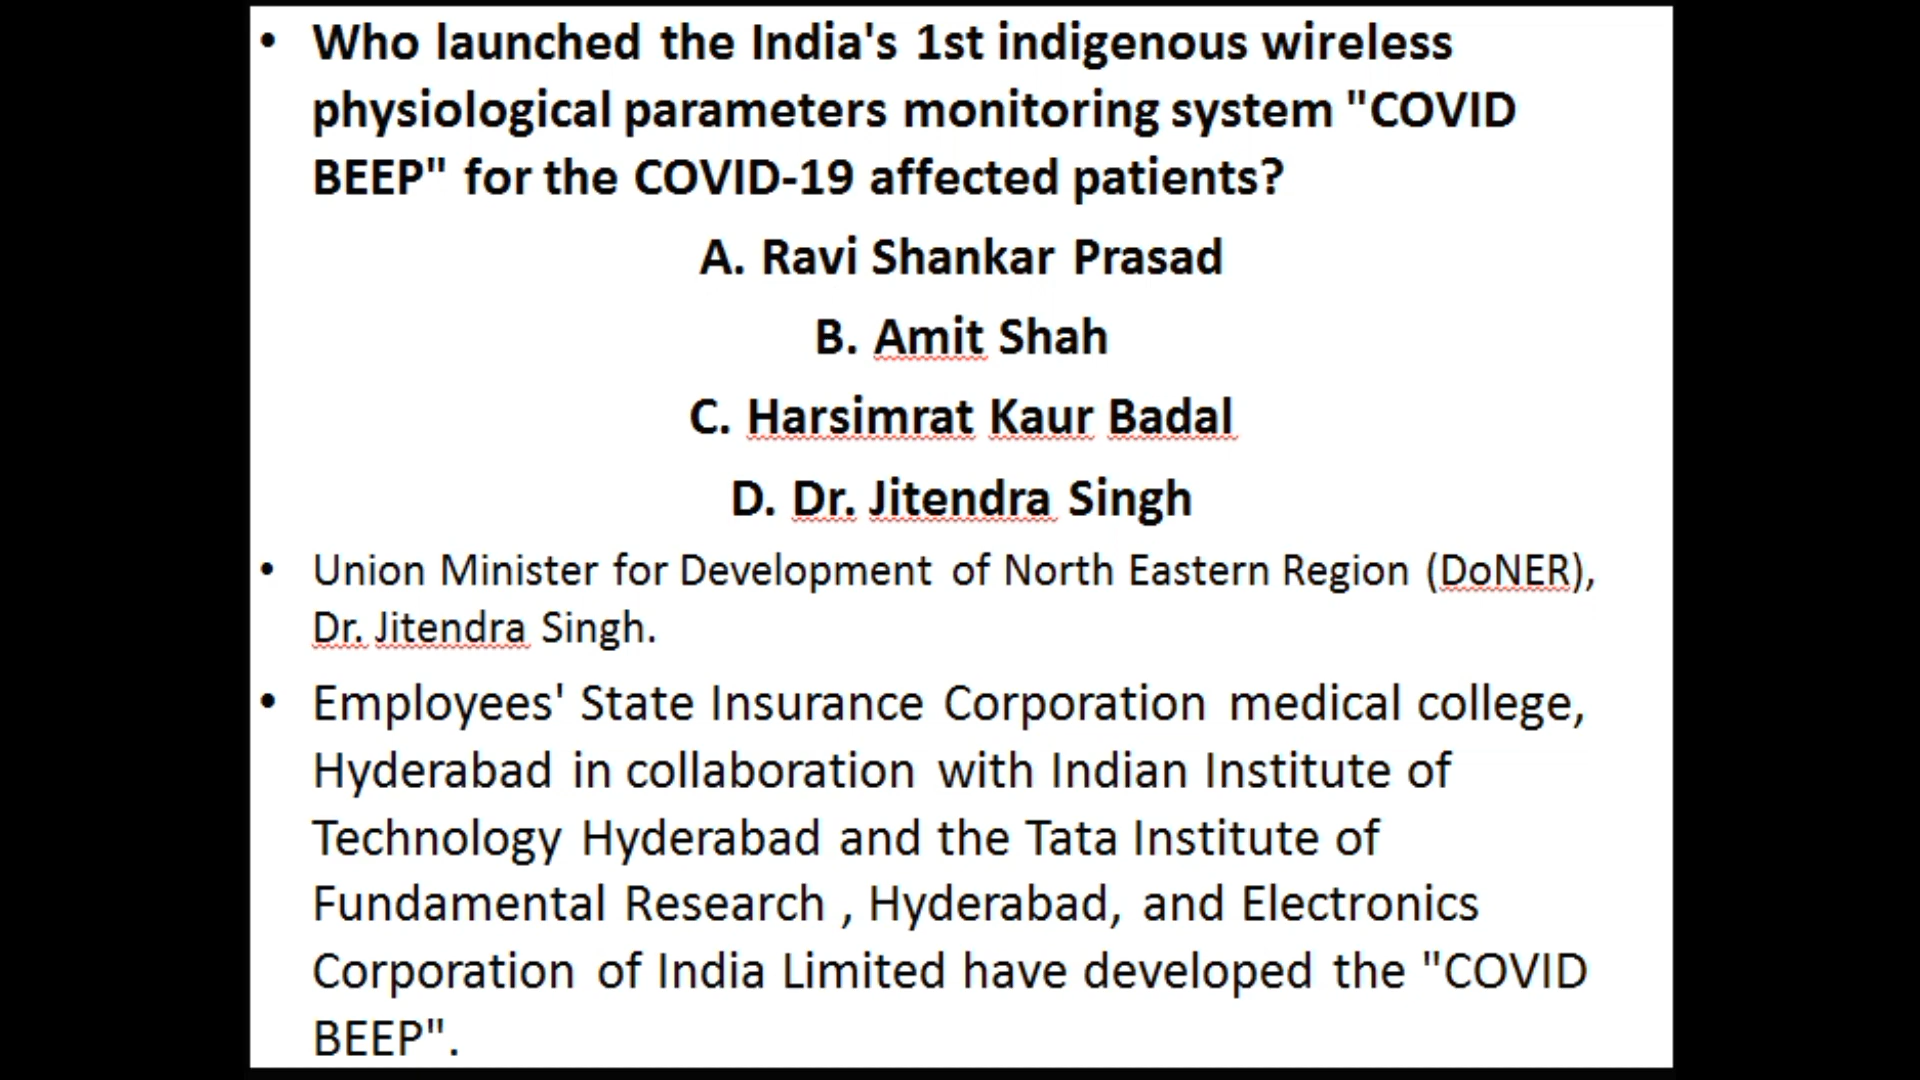 • Who launched the India's 1st indigenous wireless
physiological parameters monitoring system "COVID
BEEP" for the COVID-19 affected patients?
A. Ravi Shankar Prasad
B. Amit Shah
C. Harsimrat Kaur Badal
D. Dr. Jitendra Singh
• Union Minister for Development of North Eastern Region (DoNER),
Dr. Jitendra Singh.
• Employees' State Insurance Corporation medical college,
Hyderabad in collaboration with Indian Institute of
Technology Hyderabad and the Tata Institute of
Fundamental Research , Hyderabad, and Electronics
Corporation of India Limited have developed the "COVID
BEEP".